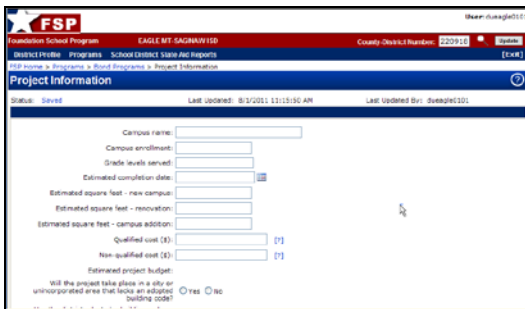 User: dueagle0101
FSP
Foundation School Program EAGLE MT-SAGINAW ISD County-District Number: 220918 Update
District Profile Programs School District State Aid Reports [Exit]
FSP Home > Programs > Bond Programs > Project Information
Project Information ?
Status: Saved Last Updated: 8/1/2011 11:15:50 AM Last Updated By: dueagle0101
Campus name:
Campus enrollment:
Grade levels served:
Estimated completion date:
Estimated square feet - new campus:
Estimated square feet - renovation:
Estimated square feet - campus addition:
Qualified cost ($): [?]
Non-qualified cost ($): [?]
Estimated project budget:
Will the project take place in a city or
unincorporated area that lacks an adopted Yes No
building code?